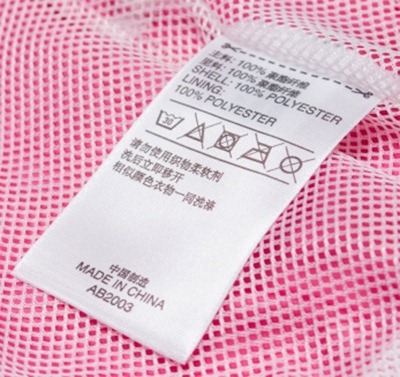 主料: 100% 聚酯纤维
里料: 100% 聚酯纤维
SHELL: 100% POLYESTER
LINING:
100% POLYESTER
30
请勿使用织物柔软剂
洗后立即移开
相似颜色衣物一同洗涤
中国制造
MADE IN CHINA
AB2003